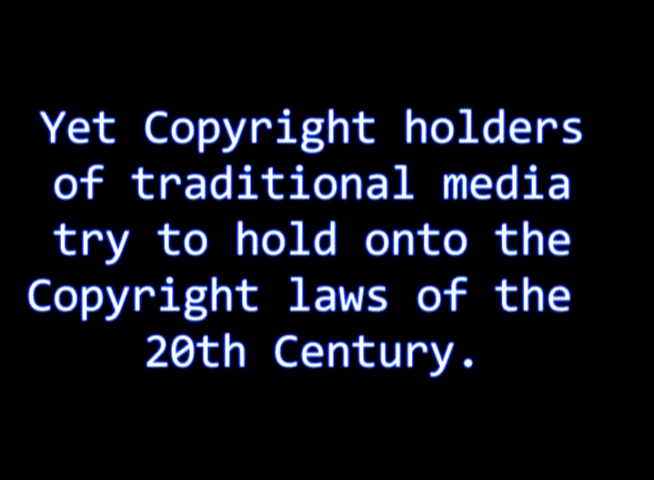 Yet Copyright holders
of traditional media
try to hold onto the
Copyright laws of the
20th Century.